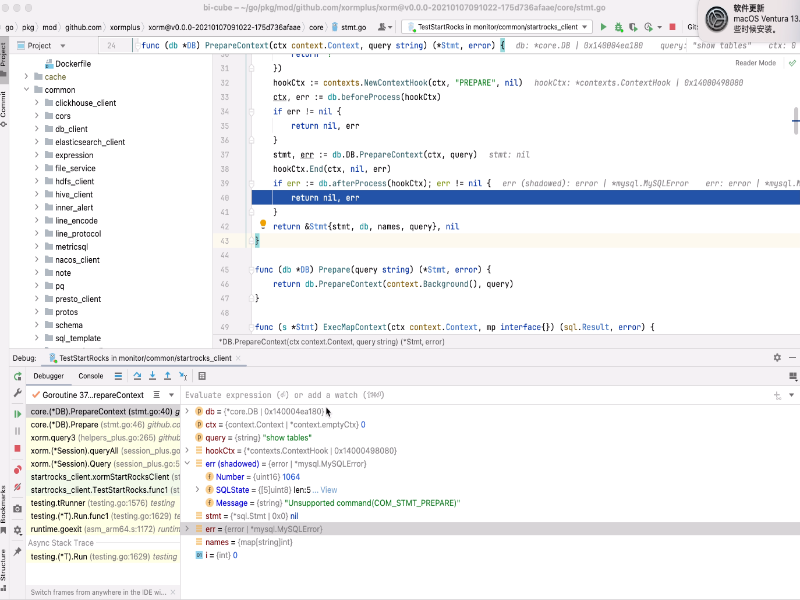 bi-cube – ~/go/pkg/mod/github.com/xormplus/xorm@v0.0.0-20210107091022-175d736afaae/core/stmt.go
软件更新
macOS Ventura 13.
些时候安装。
go pkg mod github.com xormplus xorm@v0.0.0-20210107091022-175d736afaae core stmt.go
TestStartRocks in monitor/common/startrocks_client
Git
Project
24 func (db *DB) PrepareContext(ctx context.Context, query string) (*Stmt, error) { db: *core.DB | 0x140004ea180 query: "show tables" ctx:
Reader Mode
Dockerfile
cache
common
clickhouse_client
cors
db_client
elasticsearch_client
expression
file_service
hdfs_client
hive_client
inner_alert
line_encode
line_protocol
metricsql
nacos_client
note
pq
presto_client
protos
schema
sql_template
31 })
32 hookCtx := contexts.NewContextHook(ctx, "PREPARE", nil) hookCtx: *contexts.ContextHook | 0x14000498080
33 ctx, err := db.beforeProcess(hookCtx)
34 if err != nil {
35 return nil, err
36 }
37 stmt, err := db.DB.PrepareContext(ctx, query) stmt: nil
38 hookCtx.End(ctx, nil, err)
39 if err := db.afterProcess(hookCtx); err != nil { err (shadowed): error | *mysql.MySQLError err: error | *mysql.M
40 return nil, err
41 }
42 return &Stmt{stmt, db, names, query}, nil
43 }
44
45 func (db *DB) Prepare(query string) (*Stmt, error) {
46 return db.PrepareContext(context.Background(), query)
47 }
48
49 func (s *Stmt) ExecMapContext(ctx context.Context, mp interface{}) (sql.Result, error) {
*DB.PrepareContext(ctx context.Context, query string) (*Stmt, error)
Project
Commit
Bookmarks
Structure
Debug: TestStartRocks in monitor/common/startrocks_client
Debugger Console
Goroutine 37...repareContext
Evaluate expression (⏎) or add a watch (⇧⌘⏎)
core.(*DB).PrepareContext (stmt.go:40) g
core.(*DB).Prepare (stmt.go:46) github.co
xorm.query3 (helpers_plus.go:265) github
xorm.(*Session).queryAll (session_plus.go
xorm.(*Session).Query (session_plus.go:5
startrocks_client.xormStartRocksClient (
startrocks_client.TestStartRocks.func1 (
testing.tRunner (testing.go:1576) testing
testing.(*T).Run.func1 (testing.go:1629) te
runtime.goexit (asm_arm64.s:1172) runtim
Async Stack Trace
testing.(*T).Run (testing.go:1629) testing
Switch frames from anywhere in the IDE wi...
db = {*core.DB | 0x140004ea180}
ctx = {context.Context | *context.emptyCtx} 0
query = {string} "show tables"
hookCtx = {*contexts.ContextHook | 0x14000498080}
err (shadowed) = {error | *mysql.MySQLError}
Number = {uint16} 1064
SQLState = {[5]uint8} len:5 ... View
Message = {string} "Unsupported command(COM_STMT_PREPARE)"
stmt = {*sql.Stmt | 0x0} nil
err = {error | *mysql.MySQLError}
names = {map[string]int}
i = {int} 0